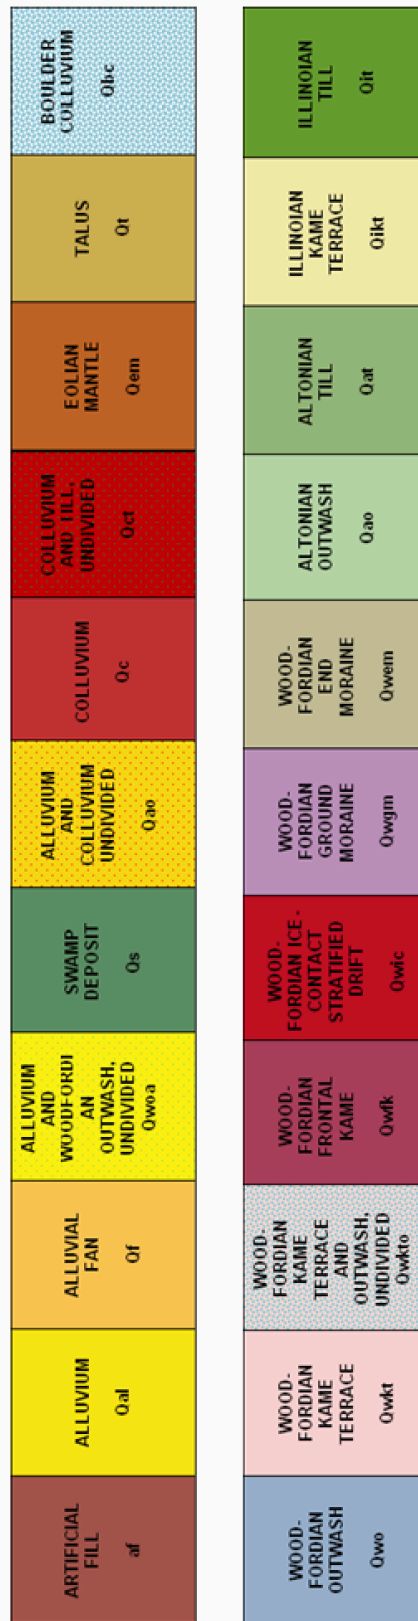 ARTIFICIAL
FILL
af
ALLUVIUM
Qal
ALLUVIAL
FAN
Qf
ALLUVIUM
AND
WOODFORDI
AN
OUTWASH,
UNDIVIDED
Qwoa
SWAMP
DEPOSIT
Qs
ALLUVIUM
AND
COLLUVIUM
UNDIVIDED
Qao
COLLUVIUM
Qc
COLLUVIUM
AND TILL,
UNDIVIDED
Qct
EOLIAN
MANTLE
Qem
TALUS
Qt
BOULDER
COLLUVIUM
Qbc
WOOD-
FORDIAN
OUTWASH
Qwo
WOOD-
FORDIAN
KAME
TERRACE
Qwkt
WOOD-
FORDIAN
KAME
TERRACE
AND
OUTWASH,
UNDIVIDED
Qwkto
WOOD-
FORDIAN
FRONTAL
KAME
Qwfk
WOOD-
FORDIAN ICE-
CONTACT
STRATIFIED
DRIFT
Qwic
WOOD-
FORDIAN
GROUND
MORAINE
Qwgm
WOOD-
FORDIAN
END
MORAINE
Qwem
ALTONIAN
OUTWASH
Qao
ALTONIAN
TILL
Qat
ILLINOIAN
KAME
TERRACE
Qikt
ILLINOIAN
TILL
Qit